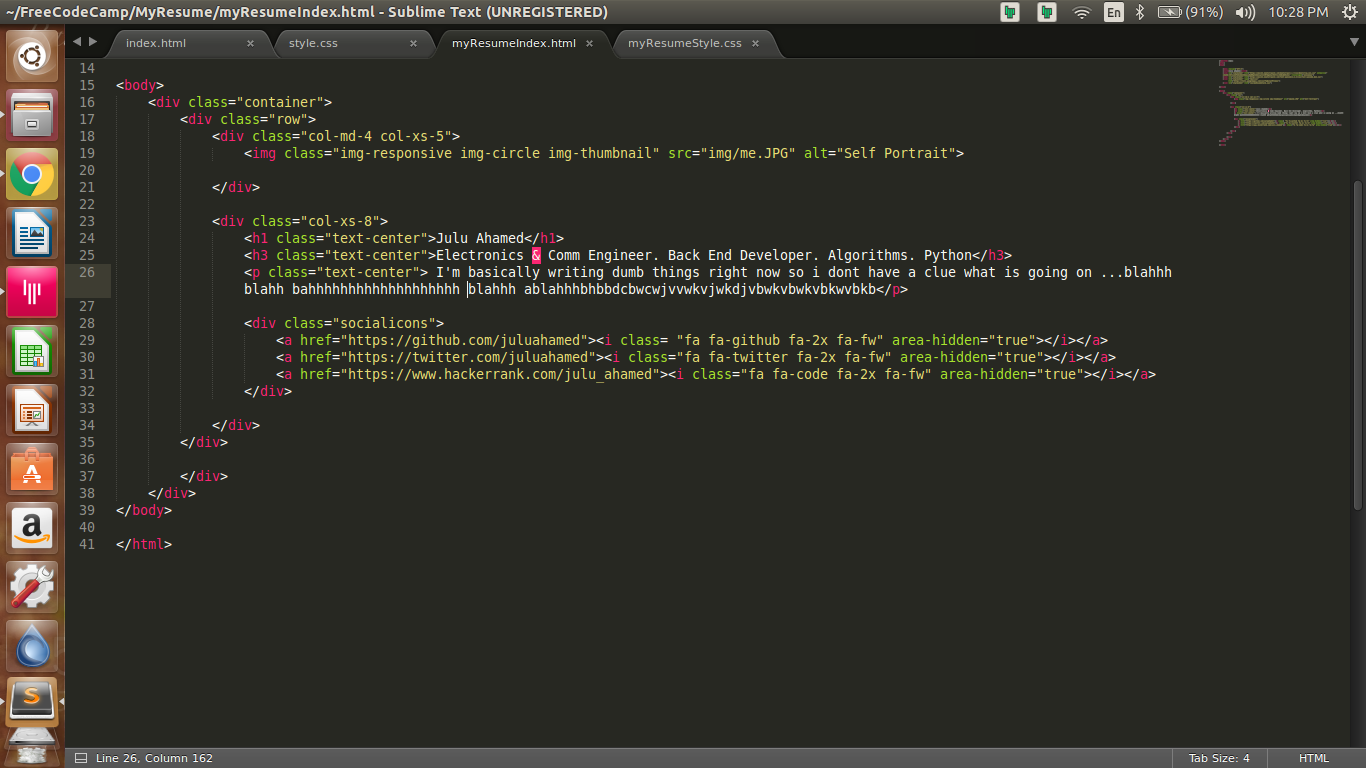 ~/FreeCodeCamp/MyResume/myResumeIndex.html - Sublime Text (UNREGISTERED)
En (91%) 10:28 PM
index.html × style.css × myResumeIndex.html × myResumeStyle.css ×
14
15 <body>
16 <div class="container">
17 <div class="row">
18 <div class="col-md-4 col-xs-5">
19 <img class="img-responsive img-circle img-thumbnail" src="img/me.JPG" alt="Self Portrait">
20
21 </div>
22
23 <div class="col-xs-8">
24 <h1 class="text-center">Julu Ahamed</h1>
25 <h3 class="text-center">Electronics & Comm Engineer. Back End Developer. Algorithms. Python</h3>
26 <p class="text-center"> I'm basically writing dumb things right now so i dont have a clue what is going on ...blahhh
blahh bahhhhhhhhhhhhhhhhhhh blahhh ablahhhbhbbdcbwcwjvvwkvjwkdjvbwkvbwkvbkwvbkb</p>
27
28 <div class="socialicons">
29 <a href="https://github.com/juluahamed"><i class= "fa fa-github fa-2x fa-fw" area-hidden="true"></i></a>
30 <a href="https://twitter.com/juluahamed"><i class="fa fa-twitter fa-2x fa-fw" area-hidden="true"></i></a>
31 <a href="https://www.hackerrank.com/julu_ahamed"><i class="fa fa-code fa-2x fa-fw" area-hidden="true"></i></a>
32 </div>
33
34 </div>
35 </div>
36
37 </div>
38 </div>
39 </body>
40
41 </html>
Line 26, Column 162 Tab Size: 4 HTML